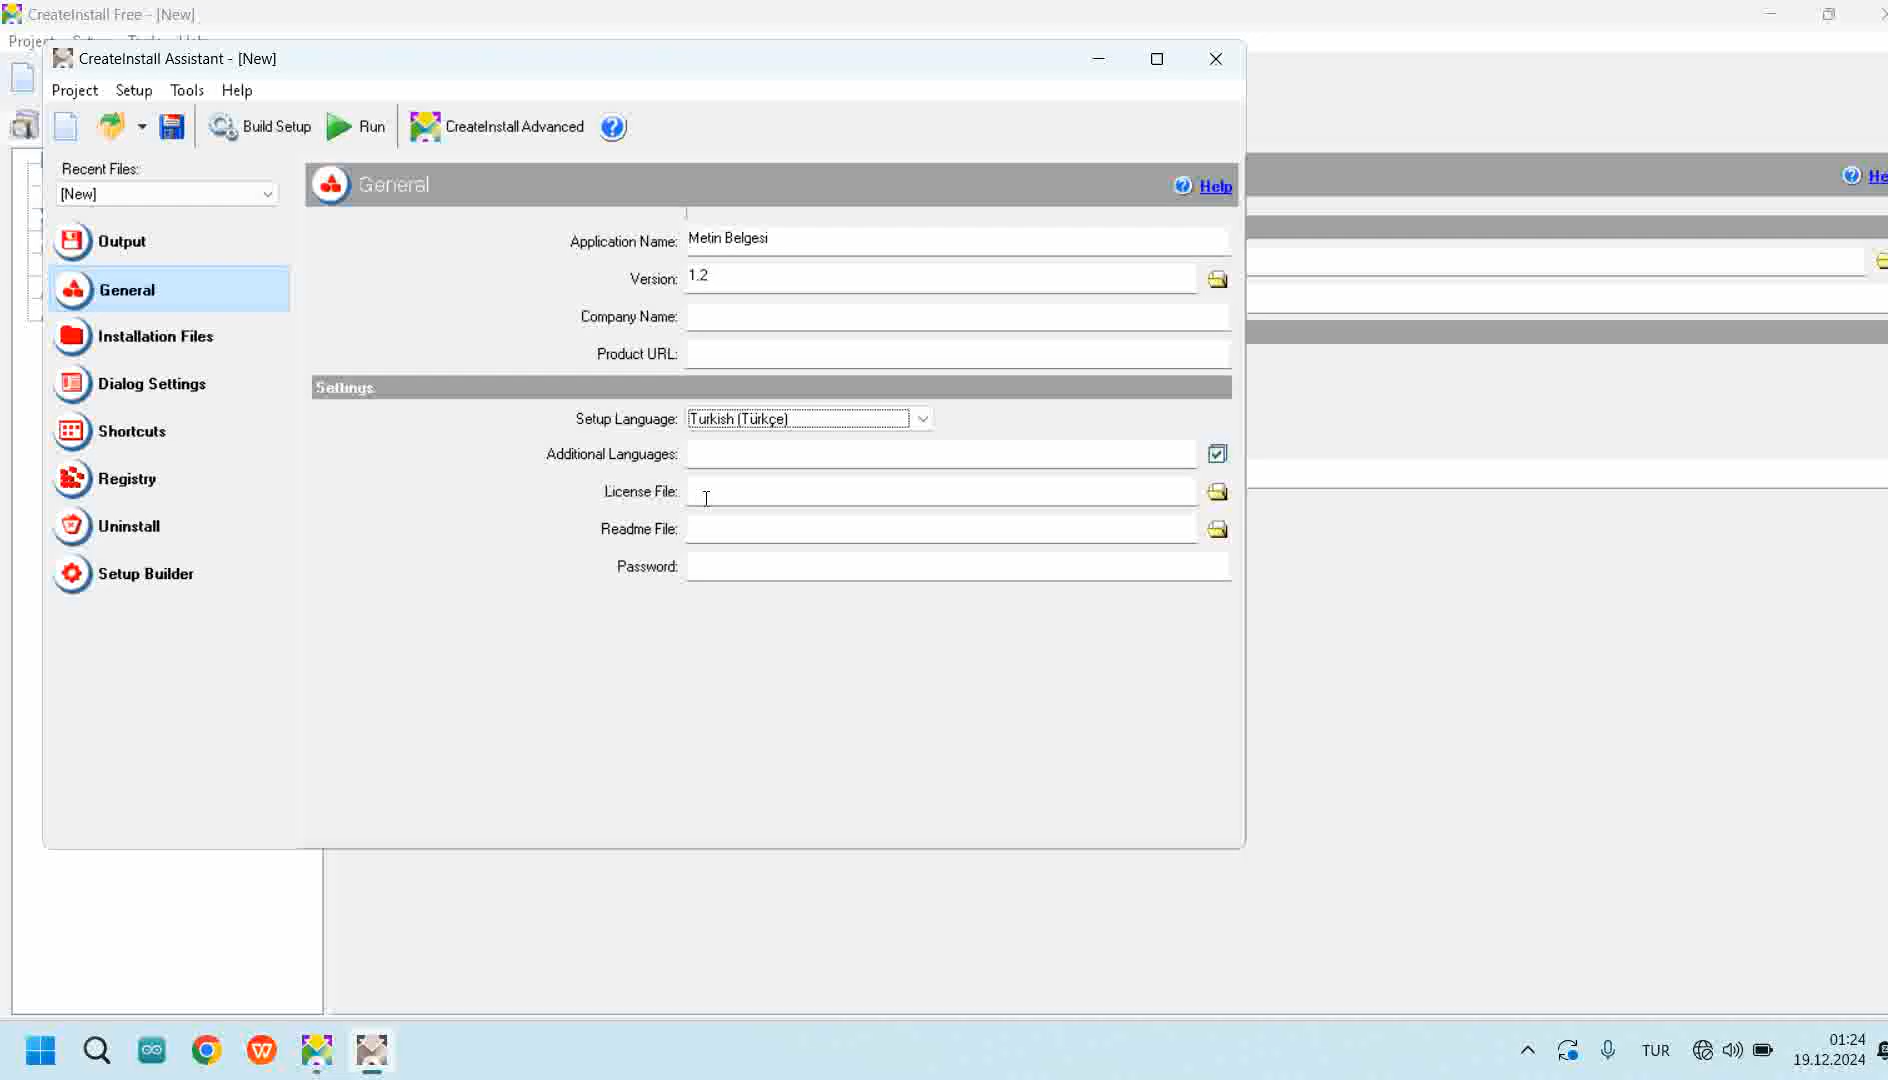 CreateInstall Free - [New]
CreateInstall Assistant - [New]
Project Setup Tools Help
Build Setup Run CreateInstall Advanced
Recent Files:
[New]
Output
General
Installation Files
Dialog Settings
Shortcuts
Registry
Uninstall
Setup Builder
General Help
Application Name: Metin Belgesi
Version: 1.2
Company Name:
Product URL:
Settings
Setup Language: Turkish (Türkçe)
Additional Languages:
License File:
Readme File:
Password:
He
TUR
01:24
19.12.2024